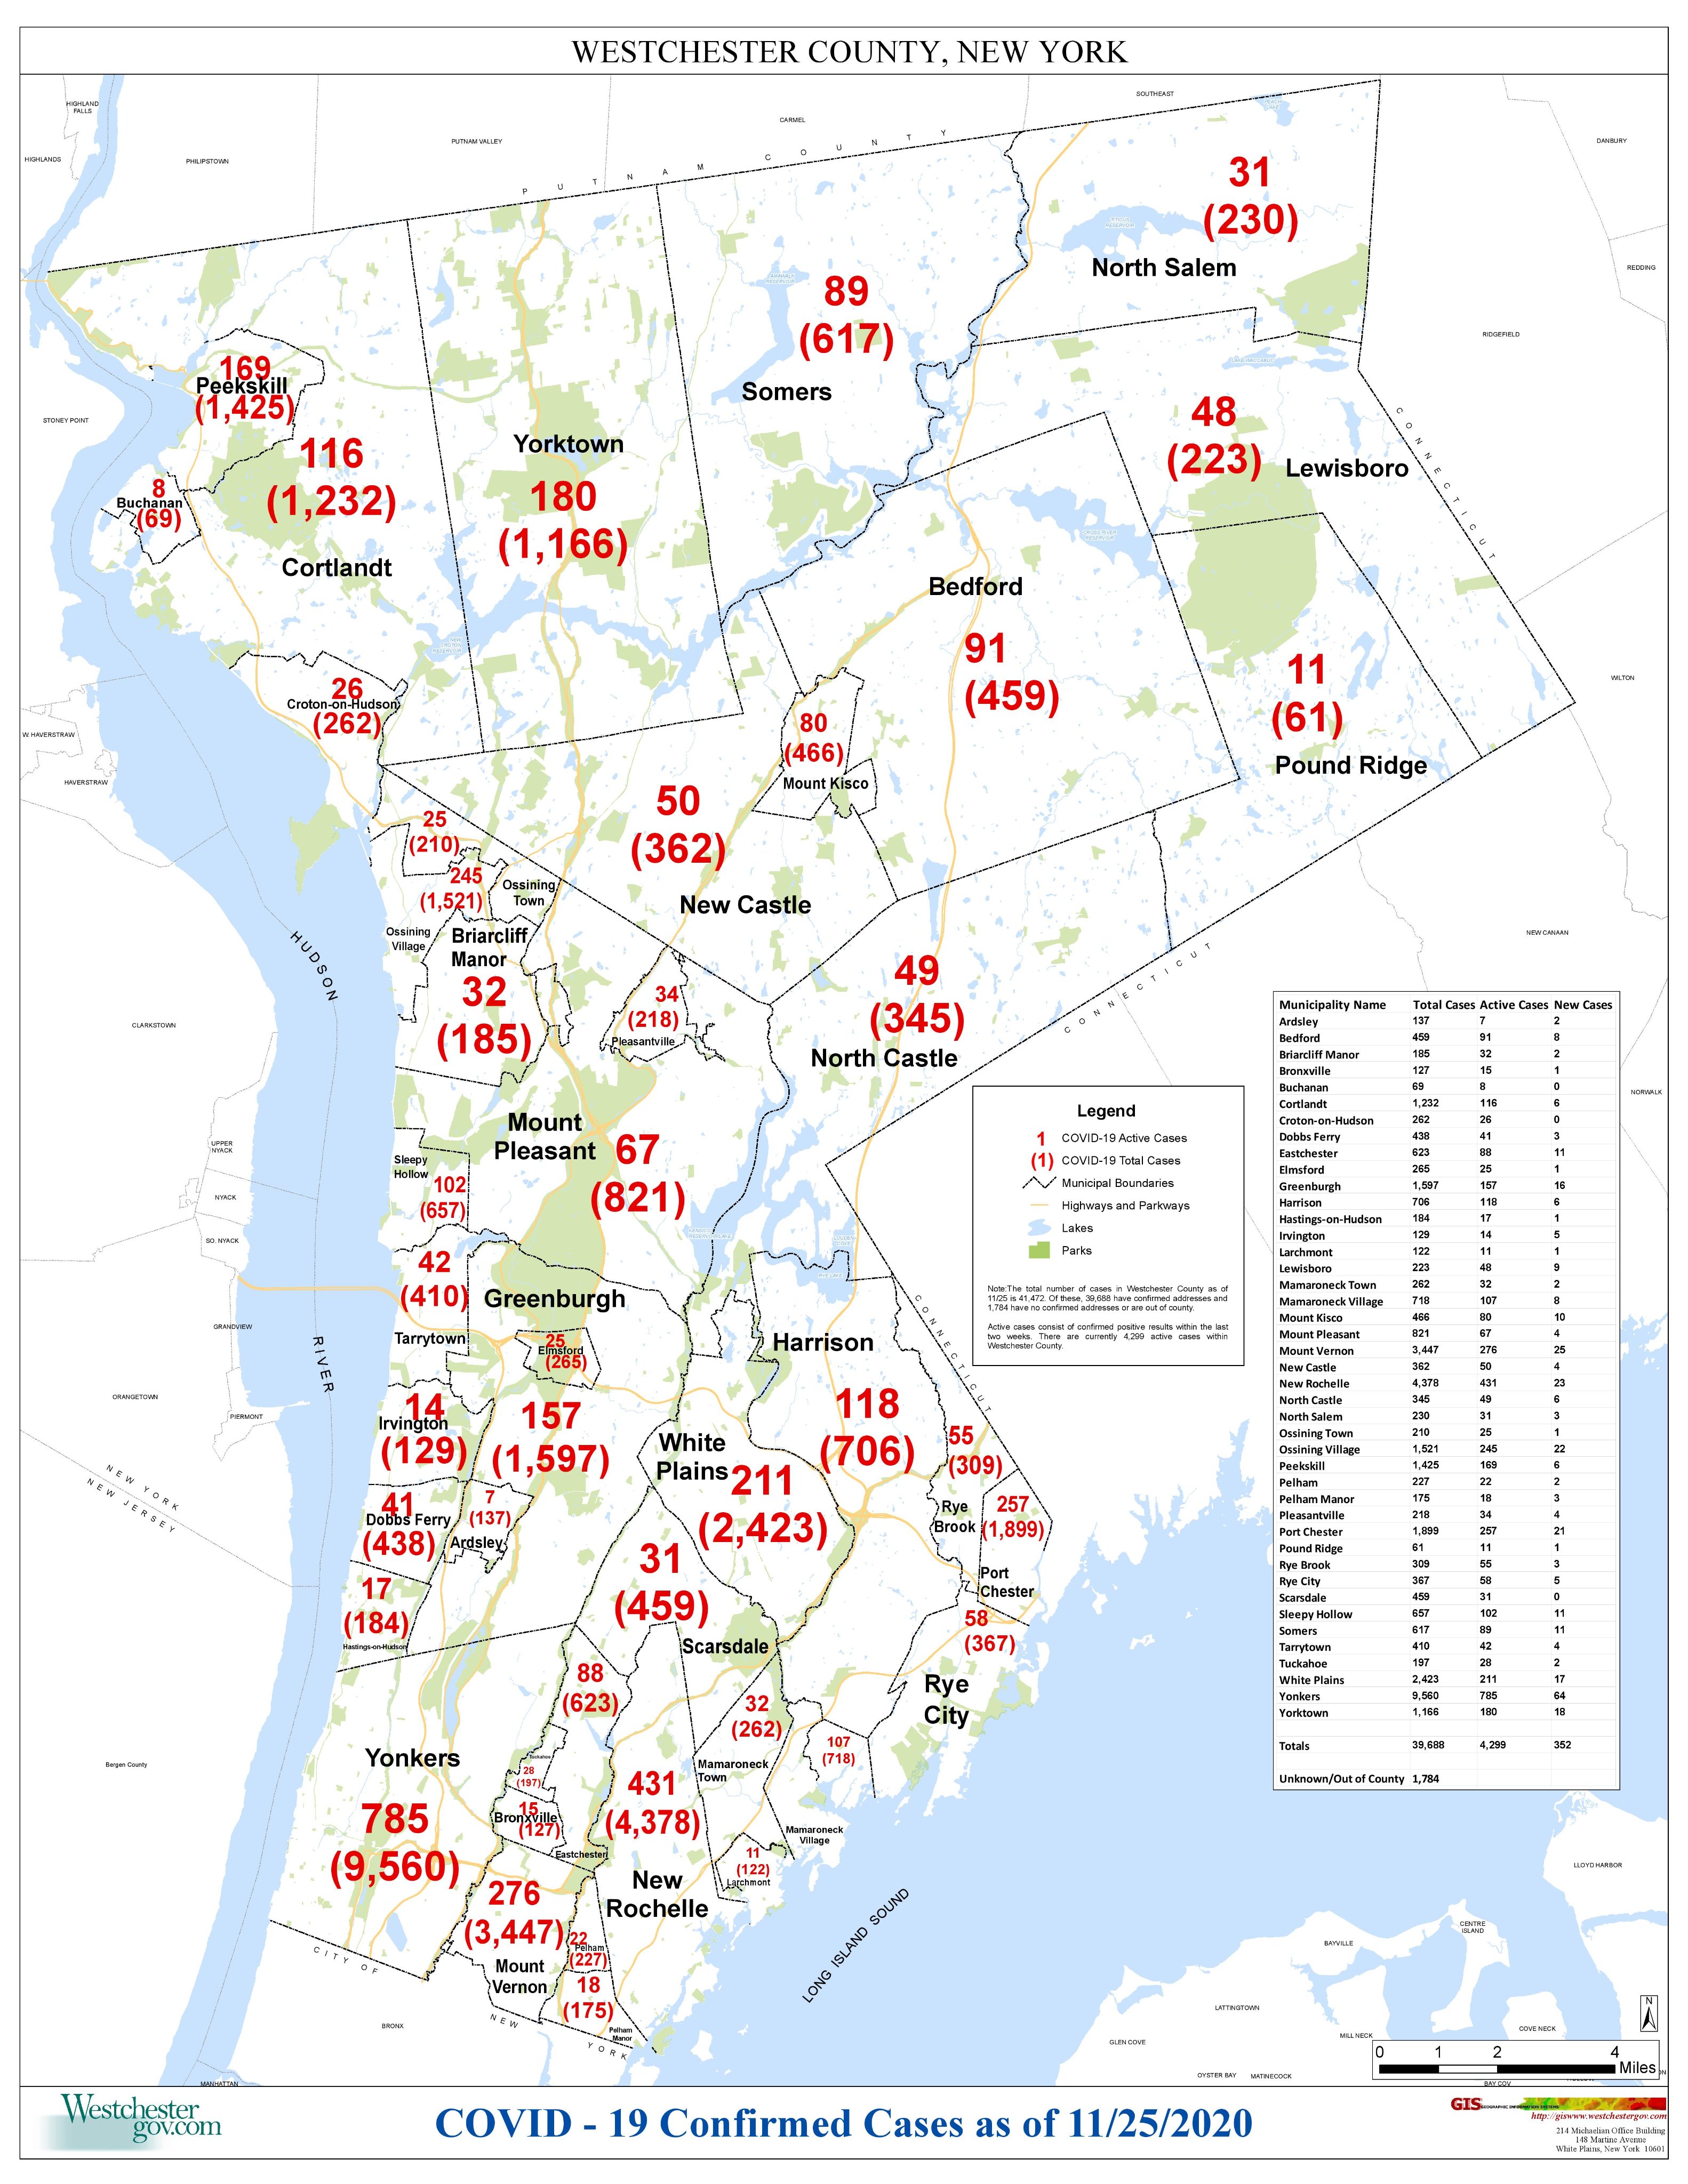 WESTCHESTER COUNTY, NEW YORK
HIGHLAND
FALLS
HIGHLANDS
PHILIPSTOWN
PUTNAM VALLEY
CARMEL
SOUTHEAST
DANBURY
PUTNAM COUNTY
REDDING
RIDGEFIELD
STONEY POINT
31
(230)
North Salem
89
(617)
Somers
169
Peekskill
(1,425)
116
(1,232)
Cortlandt
8
Buchanan
(69)
Yorktown
180
(1,166)
48
(223)
Lewisboro
CONNECTICUT
Bedford
91
(459)
11
(61)
Pound Ridge
WILTON
26
Croton-on-Hudson
(262)
W. HAVERSTRAW
HAVERSTRAW
80
(466)
Mount Kisco
50
(362)
New Castle
25
(210)
245
(1,521)
Ossining
Town
Ossining
Village
Briarcliff
Manor
32
(185)
34
(218)
Pleasantville
49
(345)
North Castle
CONNECTICUT
NEW CANAAN
NORWALK
HUDSON
RIVER
CLARKSTOWN
UPPER
NYACK
NYACK
SO. NYACK
GRANDVIEW
ORANGETOWN
PIERMONT
Mount
Pleasant
67
(821)
Sleepy
Hollow
102
(657)
42
(410)
Tarrytown
Greenburgh
25
Elmsford
(265)
157
(1,597)
14
Irvington
(129)
41
Dobbs Ferry
(438)
7
(137)
Ardsley
17
(184)
Hastings-on-Hudson
NEW YORK
NEW JERSEY
Harrison
118
(706)
White
Plains
211
(2,423)
CONNECTICUT
55
(309)
Rye
Brook
257
(1,899)
Port
Chester
58
(367)
Rye
City
31
(459)
Scarsdale
88
(623)
32
(262)
Mamaroneck
Town
107
(718)
Mamaroneck
Village
Tuckahoe
28
(197)
15
Bronxville
(127)
Eastchester
431
(4,378)
New
Rochelle
11
(122)
Larchmont
Yonkers
785
(9,560)
276
(3,447)
Mount
Vernon
22
Pelham
(227)
18
(175)
Pelham
Manor
Bergen County
CITY OF
NEW
YORK
BRONX
MANHATTAN
LONG ISLAND SOUND
Legend
1 COVID-19 Active Cases
(1) COVID-19 Total Cases
Municipal Boundaries
Highways and Parkways
Lakes
Parks
Note:The total number of cases in Westchester County as of
11/25 is 41,472. Of these, 39,688 have confirmed addresses and
1,784 have no confirmed addresses or are out of county.
Active cases consist of confirmed positive results within the last
two weeks. There are currently 4,299 active cases within
Westchester County.
Municipality Name Total Cases Active Cases New Cases
Ardsley 137 7 2
Bedford 459 91 8
Briarcliff Manor 185 32 2
Bronxville 127 15 1
Buchanan 69 8 0
Cortlandt 1,232 116 6
Croton-on-Hudson 262 26 0
Dobbs Ferry 438 41 3
Eastchester 623 88 11
Elmsford 265 25 1
Greenburgh 1,597 157 16
Harrison 706 118 6
Hastings-on-Hudson 184 17 1
Irvington 129 14 5
Larchmont 122 11 1
Lewisboro 223 48 9
Mamaroneck Town 262 32 2
Mamaroneck Village 718 107 8
Mount Kisco 466 80 10
Mount Pleasant 821 67 4
Mount Vernon 3,447 276 25
New Castle 362 50 4
New Rochelle 4,378 431 23
North Castle 345 49 6
North Salem 230 31 3
Ossining Town 210 25 1
Ossining Village 1,521 245 22
Peekskill 1,425 169 6
Pelham 227 22 2
Pelham Manor 175 18 3
Pleasantville 218 34 4
Port Chester 1,899 257 21
Pound Ridge 61 11 1
Rye Brook 309 55 3
Rye City 367 58 5
Scarsdale 459 31 0
Sleepy Hollow 657 102 11
Somers 617 89 11
Tarrytown 410 42 4
Tuckahoe 197 28 2
White Plains 2,423 211 17
Yonkers 9,560 785 64
Yorktown 1,166 180 18
Totals 39,688 4,299 352
Unknown/Out of County 1,784
LLOYD HARBOR
CENTRE
ISLAND
BAYVILLE
LATTINGTOWN
GLEN COVE
MILL NECK
COVE NECK
OYSTER BAY
MATINECOCK
BAY COV
N
0 1 2 4
Miles
Westchester
gov.com
COVID - 19 Confirmed Cases as of 11/25/2020
GIS GEOGRAPHIC INFORMATION SYSTEMS
http://giswww.westchestergov.com
214 Michaelian Office Building
148 Martine Avenue
White Plains, New York 10601